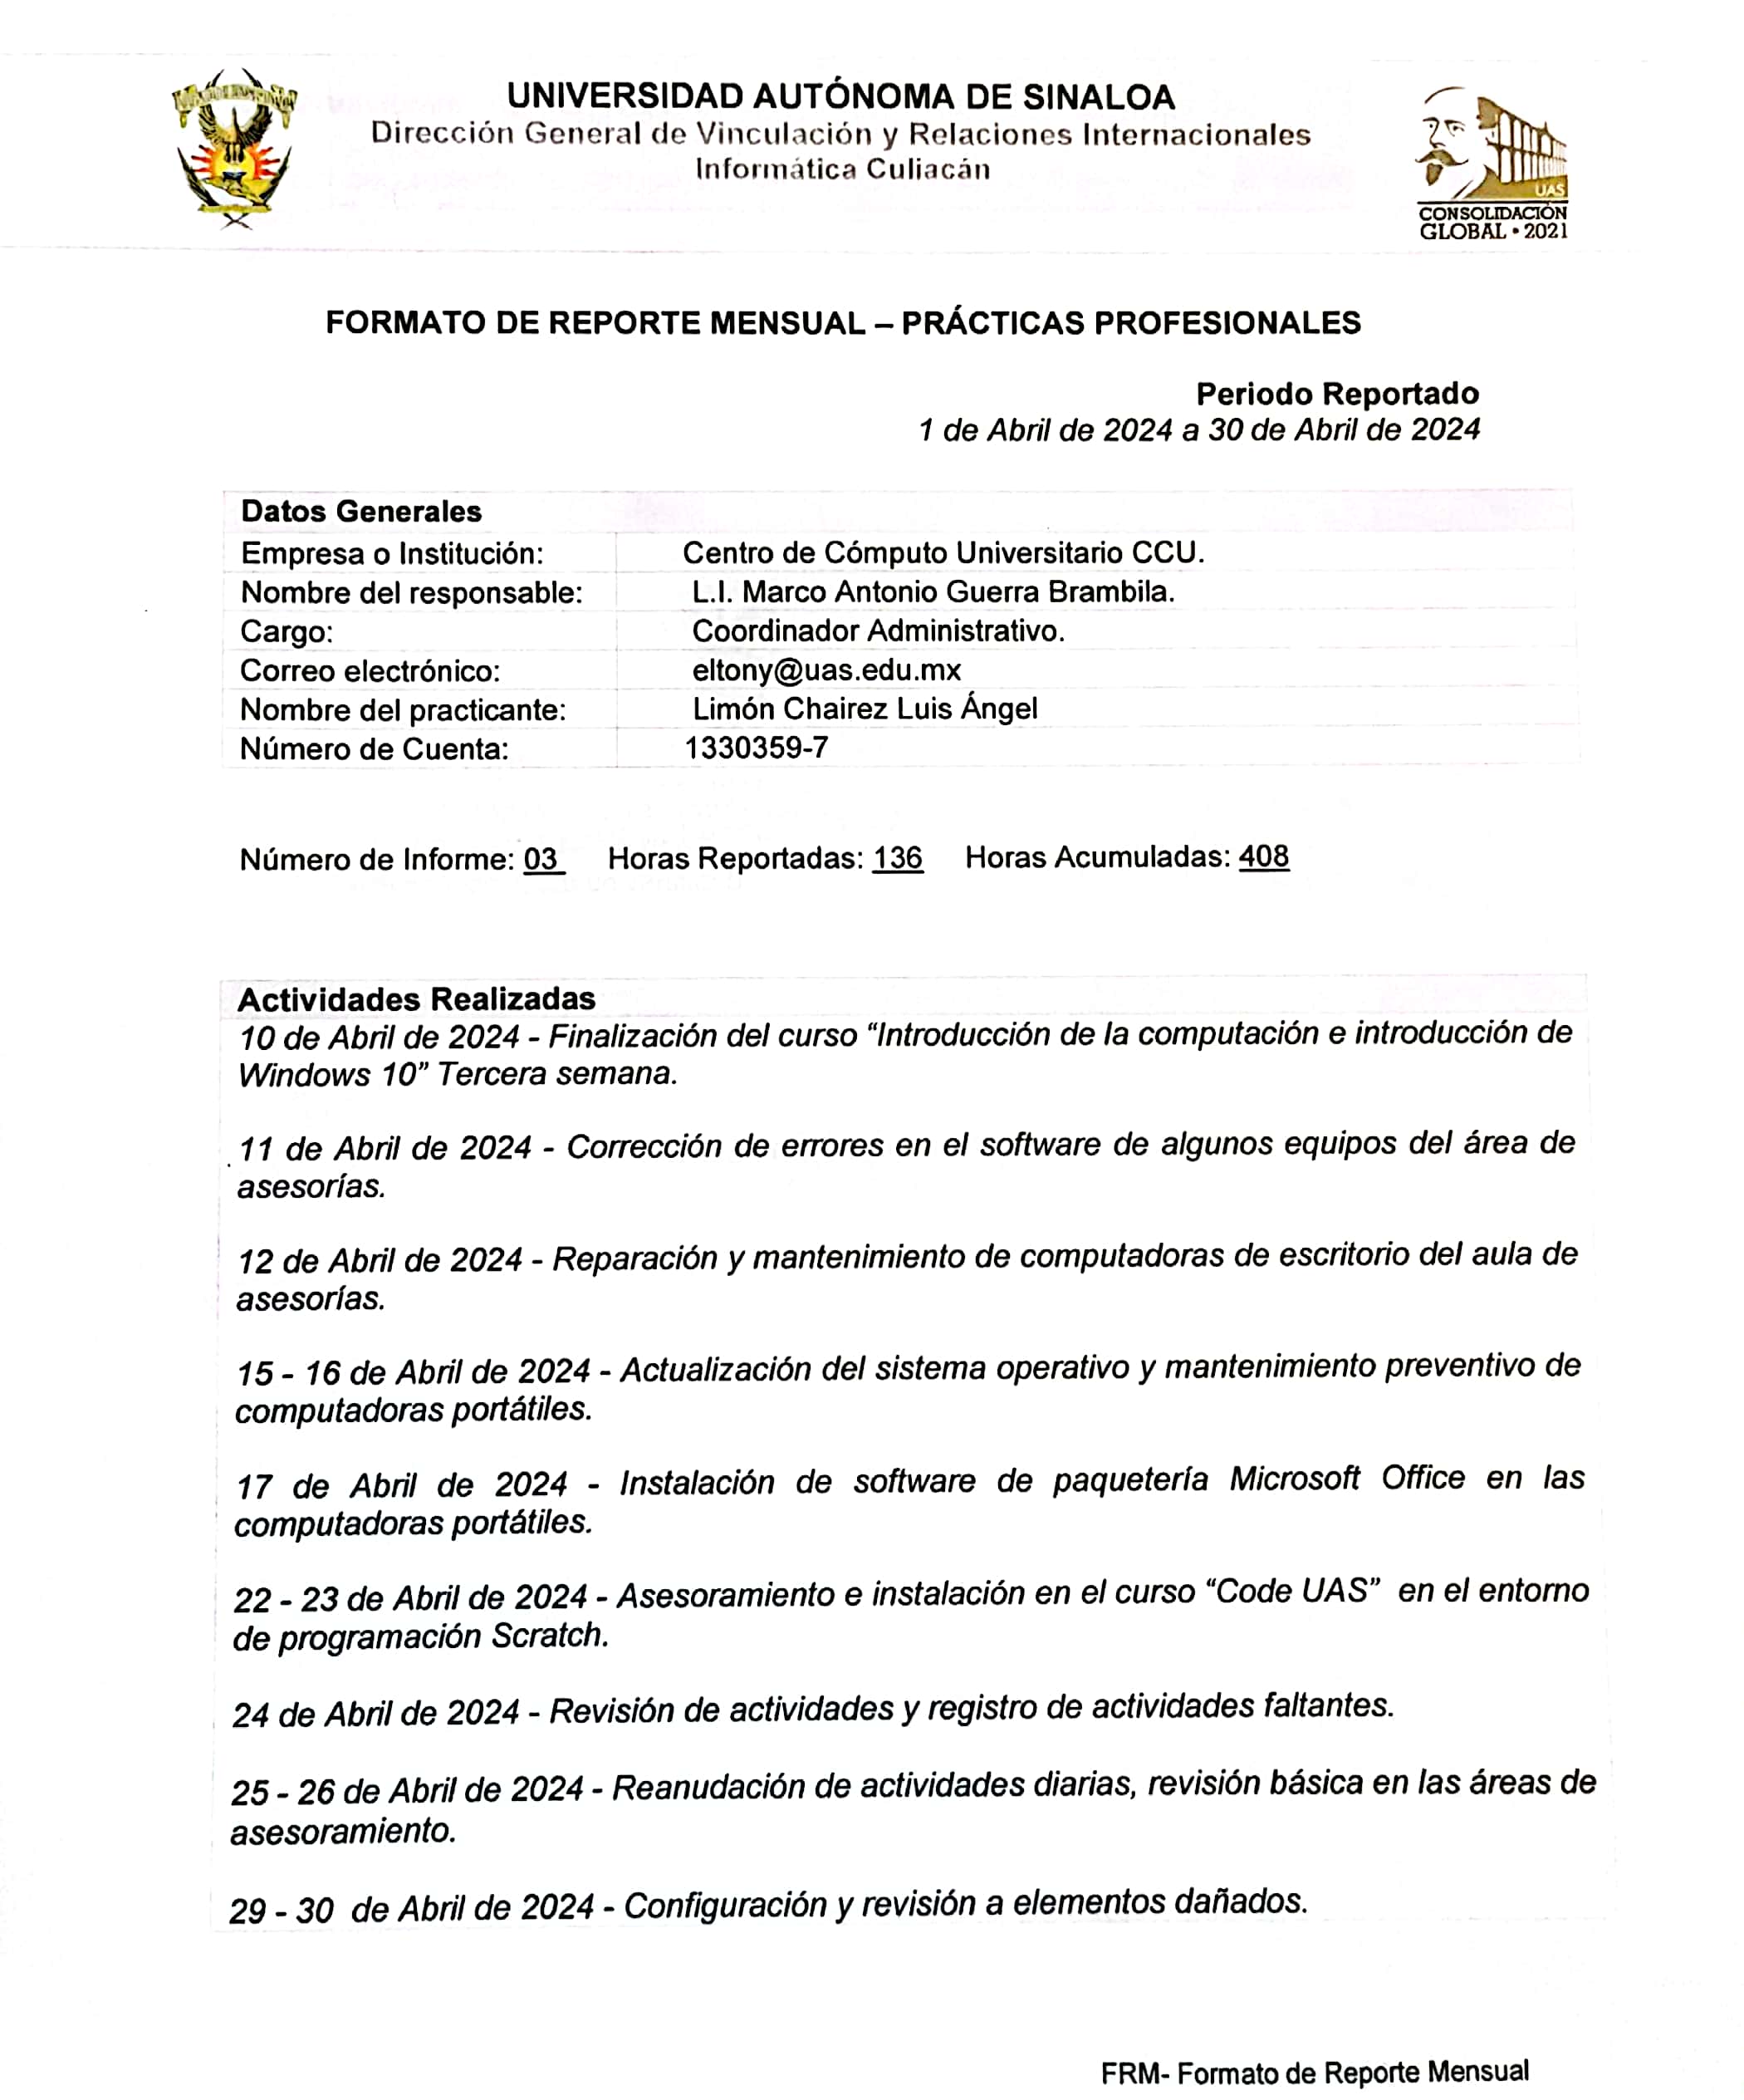 UNIVERSIDAD AUTÓNOMA DE SINALOA
Dirección General de Vinculación y Relaciones Internacionales
Informática Culiacán
UAS
CONSOLIDACIÓN
GLOBAL • 2021
FORMATO DE REPORTE MENSUAL – PRÁCTICAS PROFESIONALES
Periodo Reportado
1 de Abril de 2024 a 30 de Abril de 2024
Datos Generales
Empresa o Institución: Centro de Cómputo Universitario CCU.
Nombre del responsable: L.I. Marco Antonio Guerra Brambila.
Cargo: Coordinador Administrativo.
Correo electrónico: eltony@uas.edu.mx
Nombre del practicante: Limón Chairez Luis Ángel
Número de Cuenta: 1330359-7
Número de Informe: 03 Horas Reportadas: 136 Horas Acumuladas: 408
Actividades Realizadas
10 de Abril de 2024 - Finalización del curso “Introducción de la computación e introducción de
Windows 10” Tercera semana.
11 de Abril de 2024 - Corrección de errores en el software de algunos equipos del área de
asesorías.
12 de Abril de 2024 - Reparación y mantenimiento de computadoras de escritorio del aula de
asesorías.
15 - 16 de Abril de 2024 - Actualización del sistema operativo y mantenimiento preventivo de
computadoras portátiles.
17 de Abril de 2024 - Instalación de software de paquetería Microsoft Office en las
computadoras portátiles.
22 - 23 de Abril de 2024 - Asesoramiento e instalación en el curso “Code UAS” en el entorno
de programación Scratch.
24 de Abril de 2024 - Revisión de actividades y registro de actividades faltantes.
25 - 26 de Abril de 2024 - Reanudación de actividades diarias, revisión básica en las áreas de
asesoramiento.
29 - 30 de Abril de 2024 - Configuración y revisión a elementos dañados.
FRM- Formato de Reporte Mensual